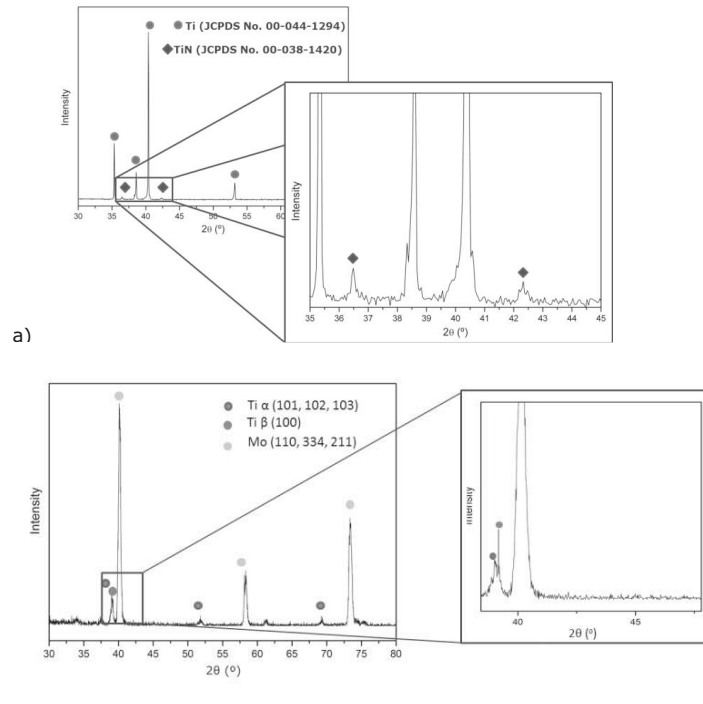 Ti (JCPDS No. 00-044-1294)
TiN (JCPDS No. 00-038-1420)
Intensity
30 35 40 45 50 55 60
2θ (º)
Intensity
35 36 37 38 39 40 41 42 43 44 45
2θ (º)
a)
Ti α (101, 102, 103)
Ti β (100)
Mo (110, 334, 211)
Intensity
30 35 40 45 50 55 60 65 70 75 80
2θ (º)
Intensity
40 45
2θ (º)